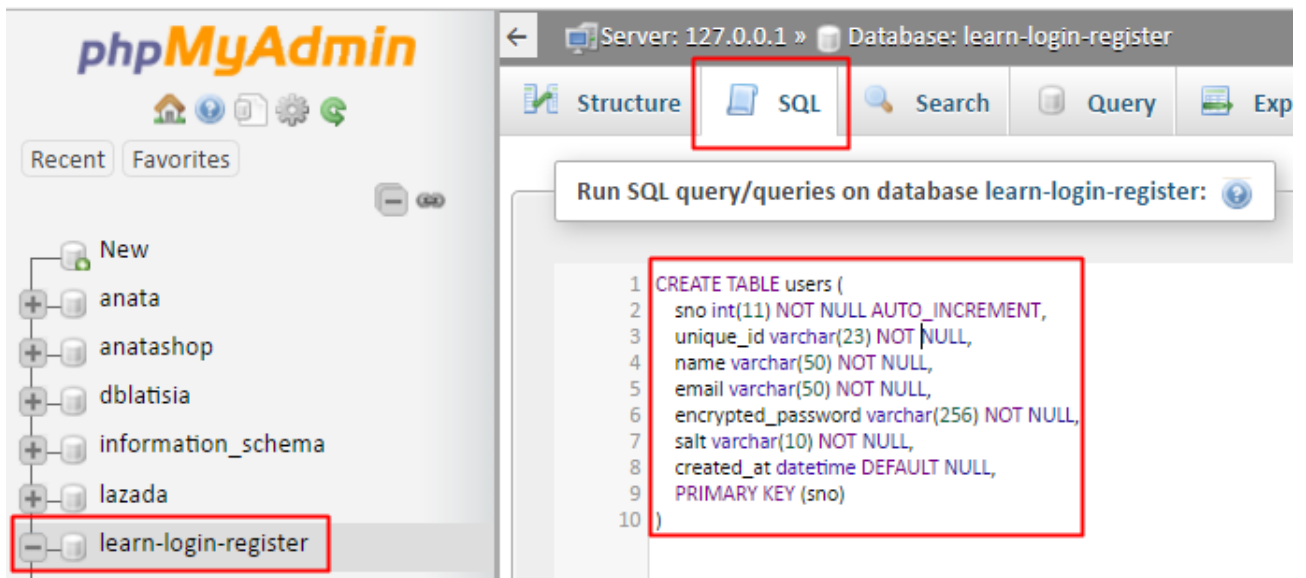 phpMyAdmin
Recent Favorites
New
anata
anatashop
dblatisia
information_schema
lazada
learn-login-register
Server: 127.0.0.1 » Database: learn-login-register
Structure SQL Search Query Exp
Run SQL query/queries on database learn-login-register:
1 CREATE TABLE users (
2 sno int(11) NOT NULL AUTO_INCREMENT,
3 unique_id varchar(23) NOT NULL,
4 name varchar(50) NOT NULL,
5 email varchar(50) NOT NULL,
6 encrypted_password varchar(256) NOT NULL,
7 salt varchar(10) NOT NULL,
8 created_at datetime DEFAULT NULL,
9 PRIMARY KEY (sno)
10 )